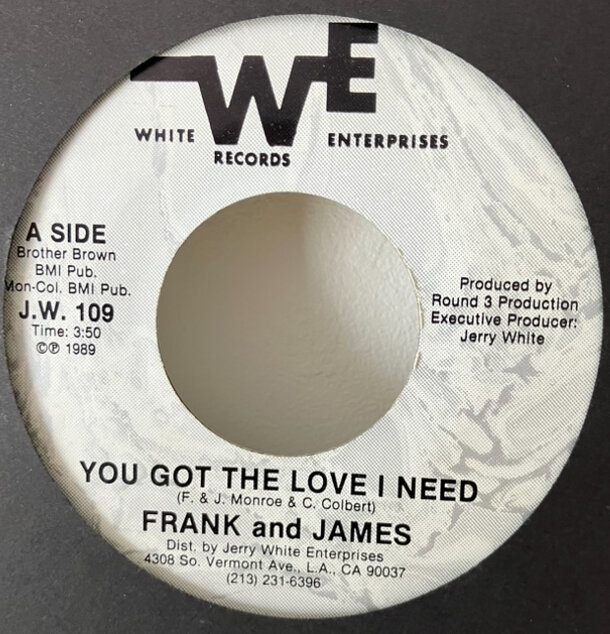 WE
WHITE RECORDS ENTERPRISES
A SIDE
Brother Brown
BMI Pub.
Mon-Col. BMI Pub.
J.W. 109
Time: 3:50
©℗ 1989
Produced by
Round 3 Production
Executive Producer:
Jerry White
YOU GOT THE LOVE I NEED
(F. & J. Monroe & C. Colbert)
FRANK and JAMES
Dist. by Jerry White Enterprises
4308 So. Vermont Ave., L.A., CA 90037
(213) 231-6396